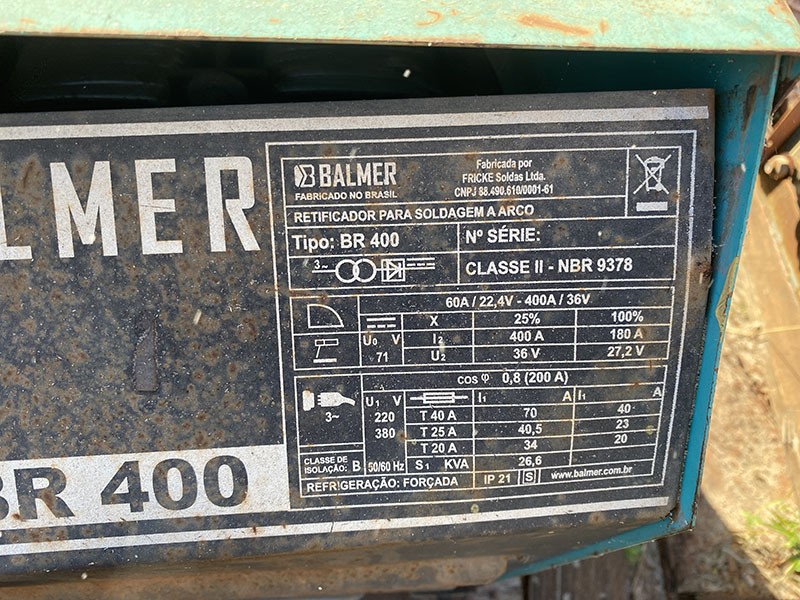 LMER
BALMER
FABRICADO NO BRASIL
Fabricada por
FRICKE Soldas Ltda.
CNPJ 88.490.610/0001-61
RETIFICADOR PARA SOLDAGEM A ARCO
Tipo: BR 400
Nº SÉRIE:
3~
CLASSE II - NBR 9378
60A / 22,4V - 400A / 36V
X 25% 100%
U₀ V I₂ 400 A 180 A
71 U₂ 36 V 27,2 V
cos φ 0,8 (200 A)
U₁ V I₁ A I₁ A
3~ 220 T 40 A 70 40
380 T 25 A 40,5 23
T 20 A 34 20
CLASSE DE
ISOLAÇÃO: B 50/60 Hz S₁ KVA 26,6
REFRIGERAÇÃO: FORÇADA IP 21 S www.balmer.com.br
BR 400